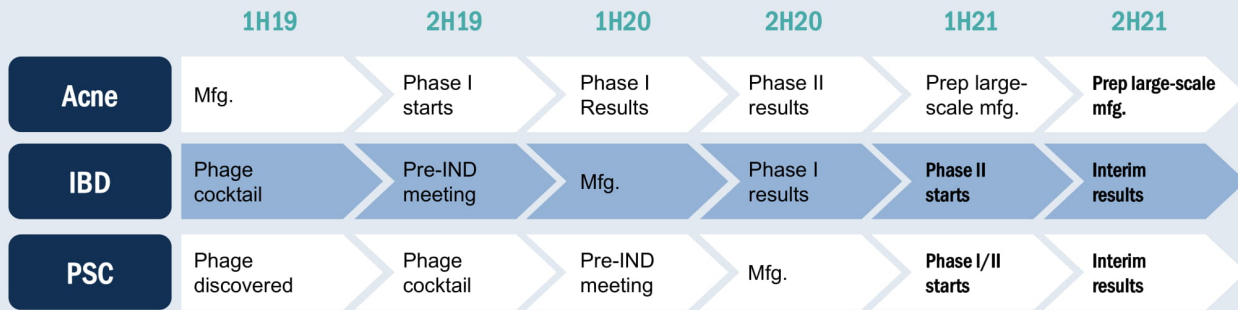 1H19 2H19 1H20 2H20 1H21 2H21
Acne
Mfg.
Phase I
starts
Phase I
Results
Phase II
results
Prep large-
scale mfg.
Prep large-scale
mfg.
IBD
Phage
cocktail
Pre-IND
meeting
Mfg.
Phase I
results
Phase II
starts
Interim
results
PSC
Phage
discovered
Phage
cocktail
Pre-IND
meeting
Mfg.
Phase I/II
starts
Interim
results